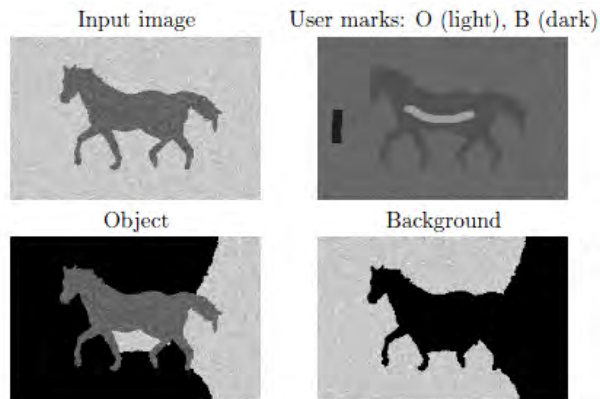 Input image
User marks: O (light), B (dark)
Object
Background